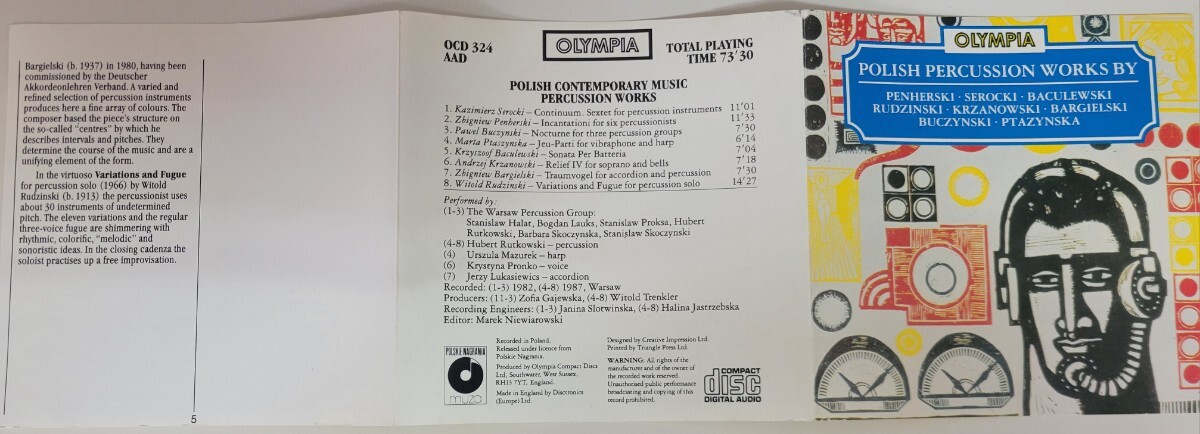 Bargielski (b. 1937) in 1980, having been
commissioned by the Deutscher
Akkordeonlehren Verband. A varied and
refined selection of percussion instruments
produces here a fine array of colours. The
composer based the piece's structure on
the so-called "centres" by which he
describes intervals and pitches. They
determine the course of the music and are a
unifying element of the form.
In the virtuoso Variations and Fugue
for percussion solo (1966) by Witold
Rudzinski (b. 1913) the percussionist uses
about 30 instruments of undetermined
pitch. The eleven variations and the regular
three-voice fugue are shimmering with
rhythmic, colorific, "melodic" and
sonoristic ideas. In the closing cadenza the
soloist practises up a free improvisation.
5
OCD 324
AAD
OLYMPIA
TOTAL PLAYING
TIME 73'30
POLISH CONTEMPORARY MUSIC
PERCUSSION WORKS
1. Kazimierz Serocki – Continuum. Sextet for percussion instruments 11'01
2. Zbigniew Penherski – Incantationi for six percussionists 11'33
3. Pawel Buczynski – Nocturne for three percussion groups 7'30
4. Marta Ptaszynska – Jeu-Parti for vibraphone and harp 6'14
5. Krzysztoof Baculewski – Sonata Per Batteria 7'04
6. Andrzej Krzanowski – Relief IV for soprano and bells 7'18
7. Zbigniew Bargielski – Traumvogel for accordion and percussion 7'30
8. Witold Rudzinski – Variations and Fugue for percussion solo 14'27
Performed by:
(1-3) The Warsaw Percussion Group:
Stanislaw Halat, Bogdan Lauks, Stanislaw Proksa, Hubert
Rutkowski, Barbara Skoczynska, Stanisław Skoczynski
(4-8) Hubert Rutkowski – percussion
(4) Urszula Mazurek – harp
(6) Krystyna Pronko – voice
(7) Jerzy Lukasiewics – accordion
Recorded: (1-3) 1982, (4-8) 1987, Warsaw
Producers: (11-3) Zofia Gajewska, (4-8) Witold Trenkler
Recording Engineers: (1-3) Janina Slotwinska, (4-8) Halina Jastrzebska
Editor: Marek Niewiarowski
POLSKIE NAGRANIA
muza
Recorded in Poland.
Released under licence from
Polskie Nagrania.
Produced by Olympia Compact Discs
Ltd, Southwater, West Sussex,
RH13 7YT, England.
Made in England by Disctronics
(Europe) Ltd.
Designed by Creative Impression Ltd.
Printed by Triangle Press Ltd.
WARNING: All rights of the
manufacturer and of the owner of
the recorded work reserved.
Unauthorised public performance
broadcasting and copying of this
record prohibited.
COMPACT
disc
DIGITAL AUDIO
OLYMPIA
POLISH PERCUSSION WORKS BY
PENHERSKI · SEROCKI · BACULEWSKI
RUDZINSKI · KRZANOWSKI · BARGIELSKI
BUCZYNSKI · PTAZYNSKA